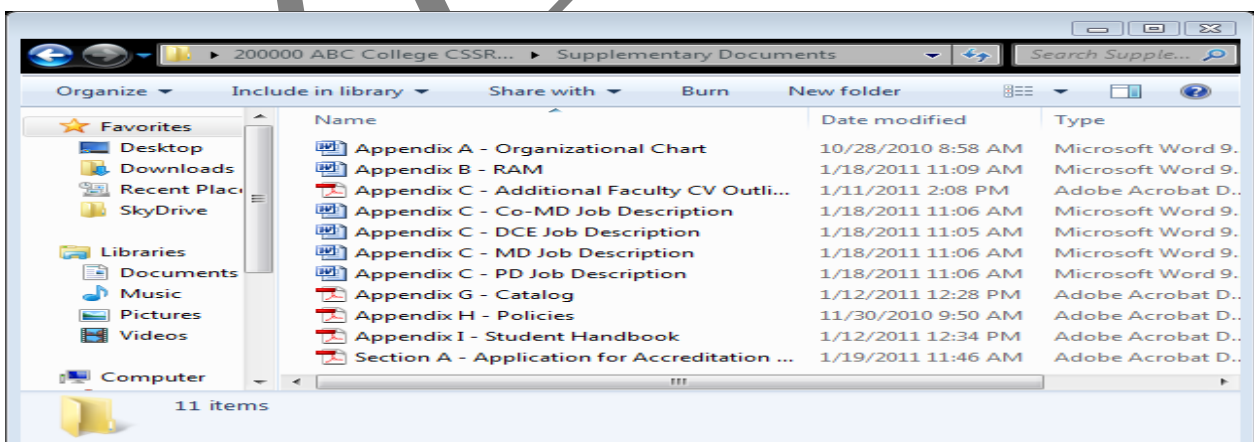 200000 ABC College CSSR... Supplementary Documents Search Supple...
Organize Include in library Share with Burn New folder
Name Date modified Type
Favorites
Desktop
Downloads
Recent Plac
SkyDrive
Libraries
Documents
Music
Pictures
Videos
Computer
Appendix A - Organizational Chart 10/28/2010 8:58 AM Microsoft Word 9.
Appendix B - RAM 1/18/2011 11:09 AM Microsoft Word 9.
Appendix C - Additional Faculty CV Outli... 1/11/2011 2:08 PM Adobe Acrobat D..
Appendix C - Co-MD Job Description 1/18/2011 11:06 AM Microsoft Word 9.
Appendix C - DCE Job Description 1/18/2011 11:05 AM Microsoft Word 9.
Appendix C - MD Job Description 1/18/2011 11:06 AM Microsoft Word 9.
Appendix C - PD Job Description 1/18/2011 11:06 AM Microsoft Word 9.
Appendix G - Catalog 1/12/2011 12:28 PM Adobe Acrobat D..
Appendix H - Policies 11/30/2010 9:50 AM Adobe Acrobat D..
Appendix I - Student Handbook 1/12/2011 12:34 PM Adobe Acrobat D..
Section A - Application for Accreditation ... 1/19/2011 11:46 AM Adobe Acrobat D..
11 items